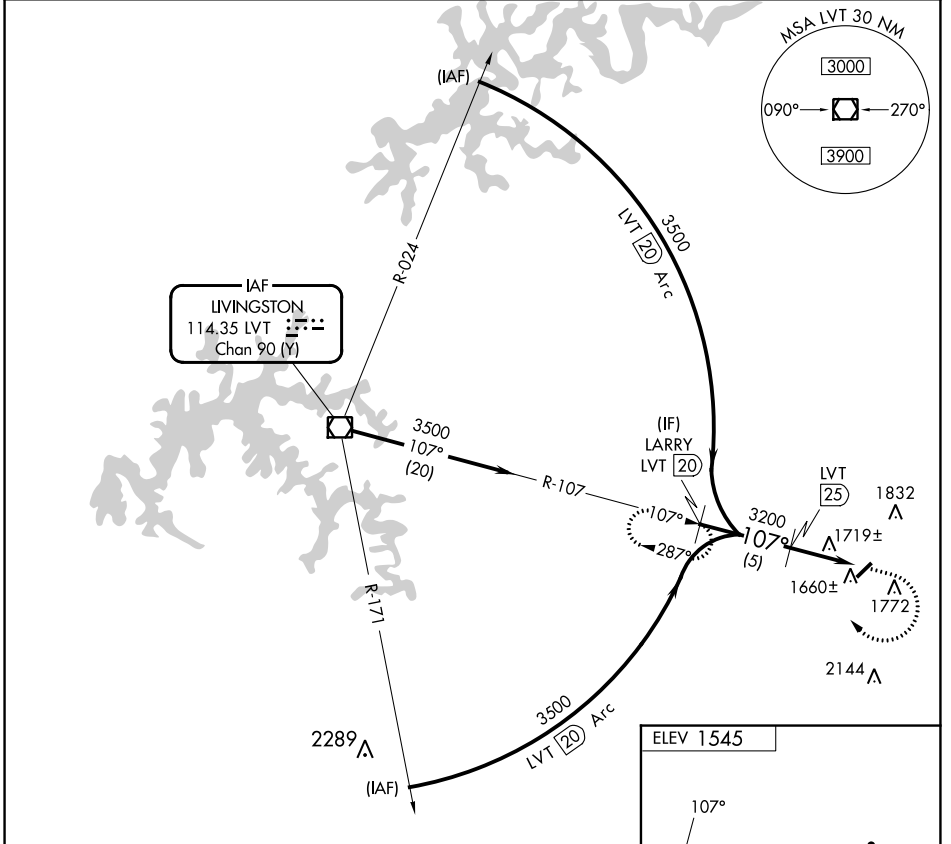 MSA LVT 30 NM
3000
090°
270°
3900
(IAF)
R-024
LVT 20 Arc
3500
IAF
LIVINGSTON
114.35 LVT
Chan 90 (Y)
3500
107°
(20)
R-107
(IF)
LARRY
LVT 20
107°
287°
3200
107°
(5)
LVT
25
1832
1719±
1660±
1772
2144
R-171
3500
LVT 20 Arc
2289
(IAF)
ELEV 1545
107°